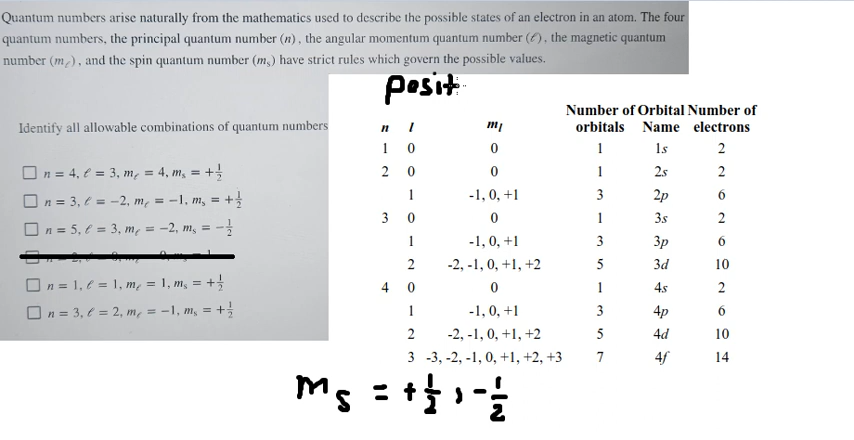 Quantum numbers arise naturally from the mathematics used to describe the possible states of an electron in an atom. The four
quantum numbers, the principal quantum number (n), the angular momentum quantum number (ℓ), the magnetic quantum
number (mℓ), and the spin quantum number (ms) have strict rules which govern the possible values.
Identify all allowable combinations of quantum numbers
n = 4, ℓ = 3, mℓ = 4, ms = +1/2
n = 3, ℓ = −2, mℓ = −1, ms = +1/2
n = 5, ℓ = 3, mℓ = −2, ms = −1/2
n = 1, ℓ = 1, mℓ = 1, ms = +1/2
n = 3, ℓ = 2, mℓ = −1, ms = +1/2
posit
Number of Orbital Number of
n l ml orbitals Name electrons
1 0 0 1 1s 2
2 0 0 1 2s 2
1 -1, 0, +1 3 2p 6
3 0 0 1 3s 2
1 -1, 0, +1 3 3p 6
2 -2, -1, 0, +1, +2 5 3d 10
4 0 0 1 4s 2
1 -1, 0, +1 3 4p 6
2 -2, -1, 0, +1, +2 5 4d 10
3 -3, -2, -1, 0, +1, +2, +3 7 4f 14
ms = +1/2, -1/2